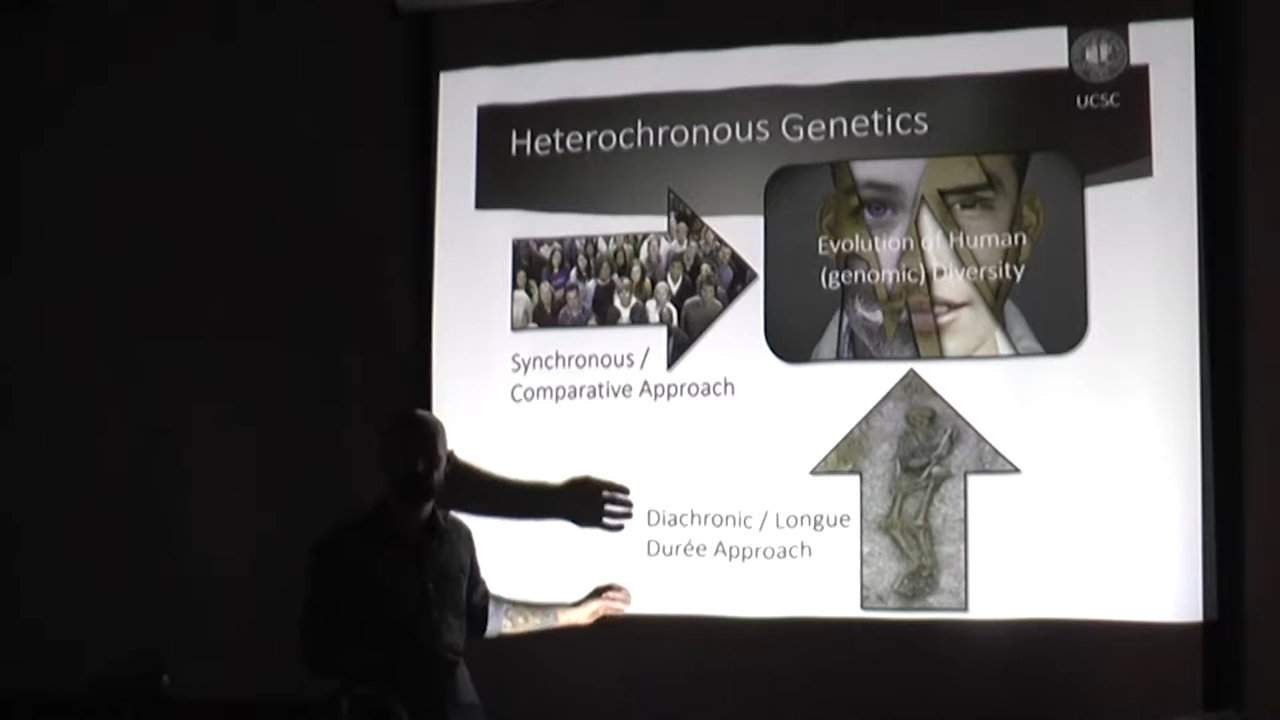 UCSC
Heterochronous Genetics
Evolution of Human
(genomic) Diversity
Synchronous /
Comparative Approach
Diachronic / Longue
Durée Approach